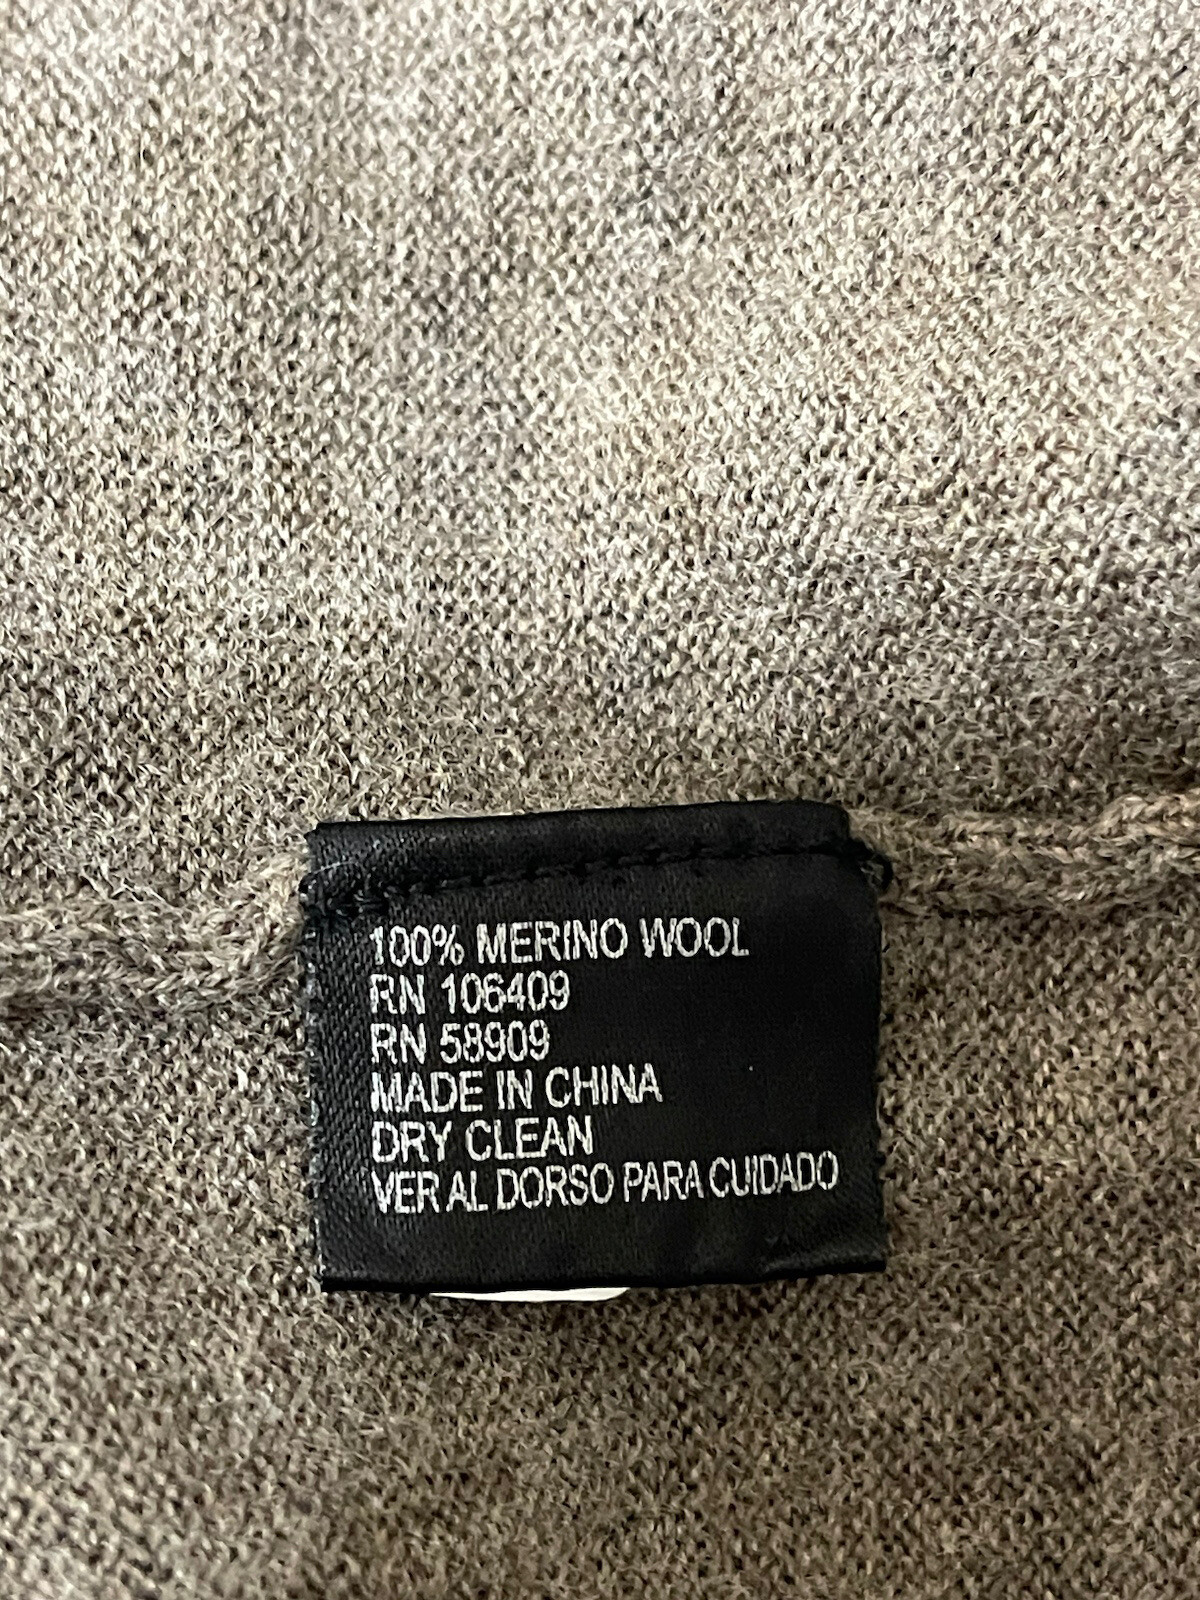 100% MERINO WOOL
RN 106409
RN 58909
MADE IN CHINA
DRY CLEAN
VER AL DORSO PARA CUIDADO